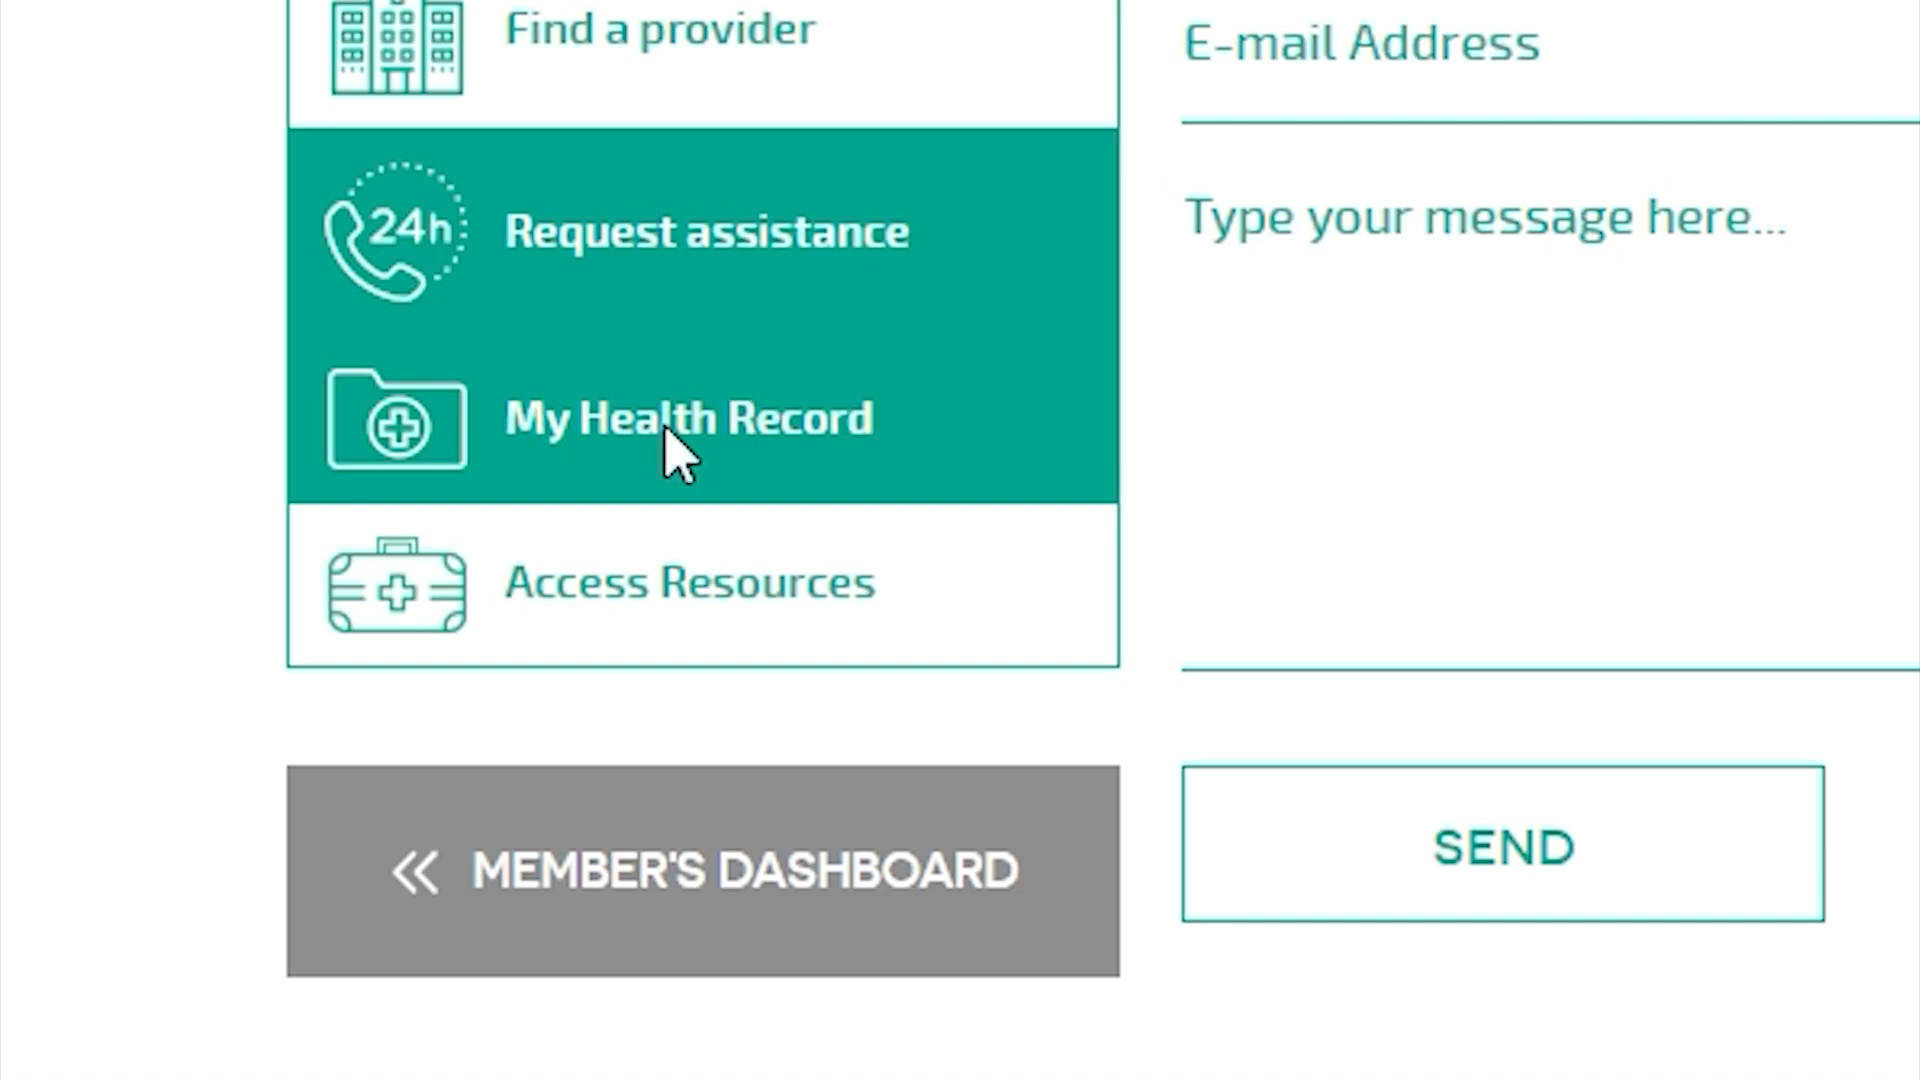 Find a provider
24h
Request assistance
My Health Record
Access Resources
« MEMBER'S DASHBOARD
E-mail Address
Type your message here...
SEND